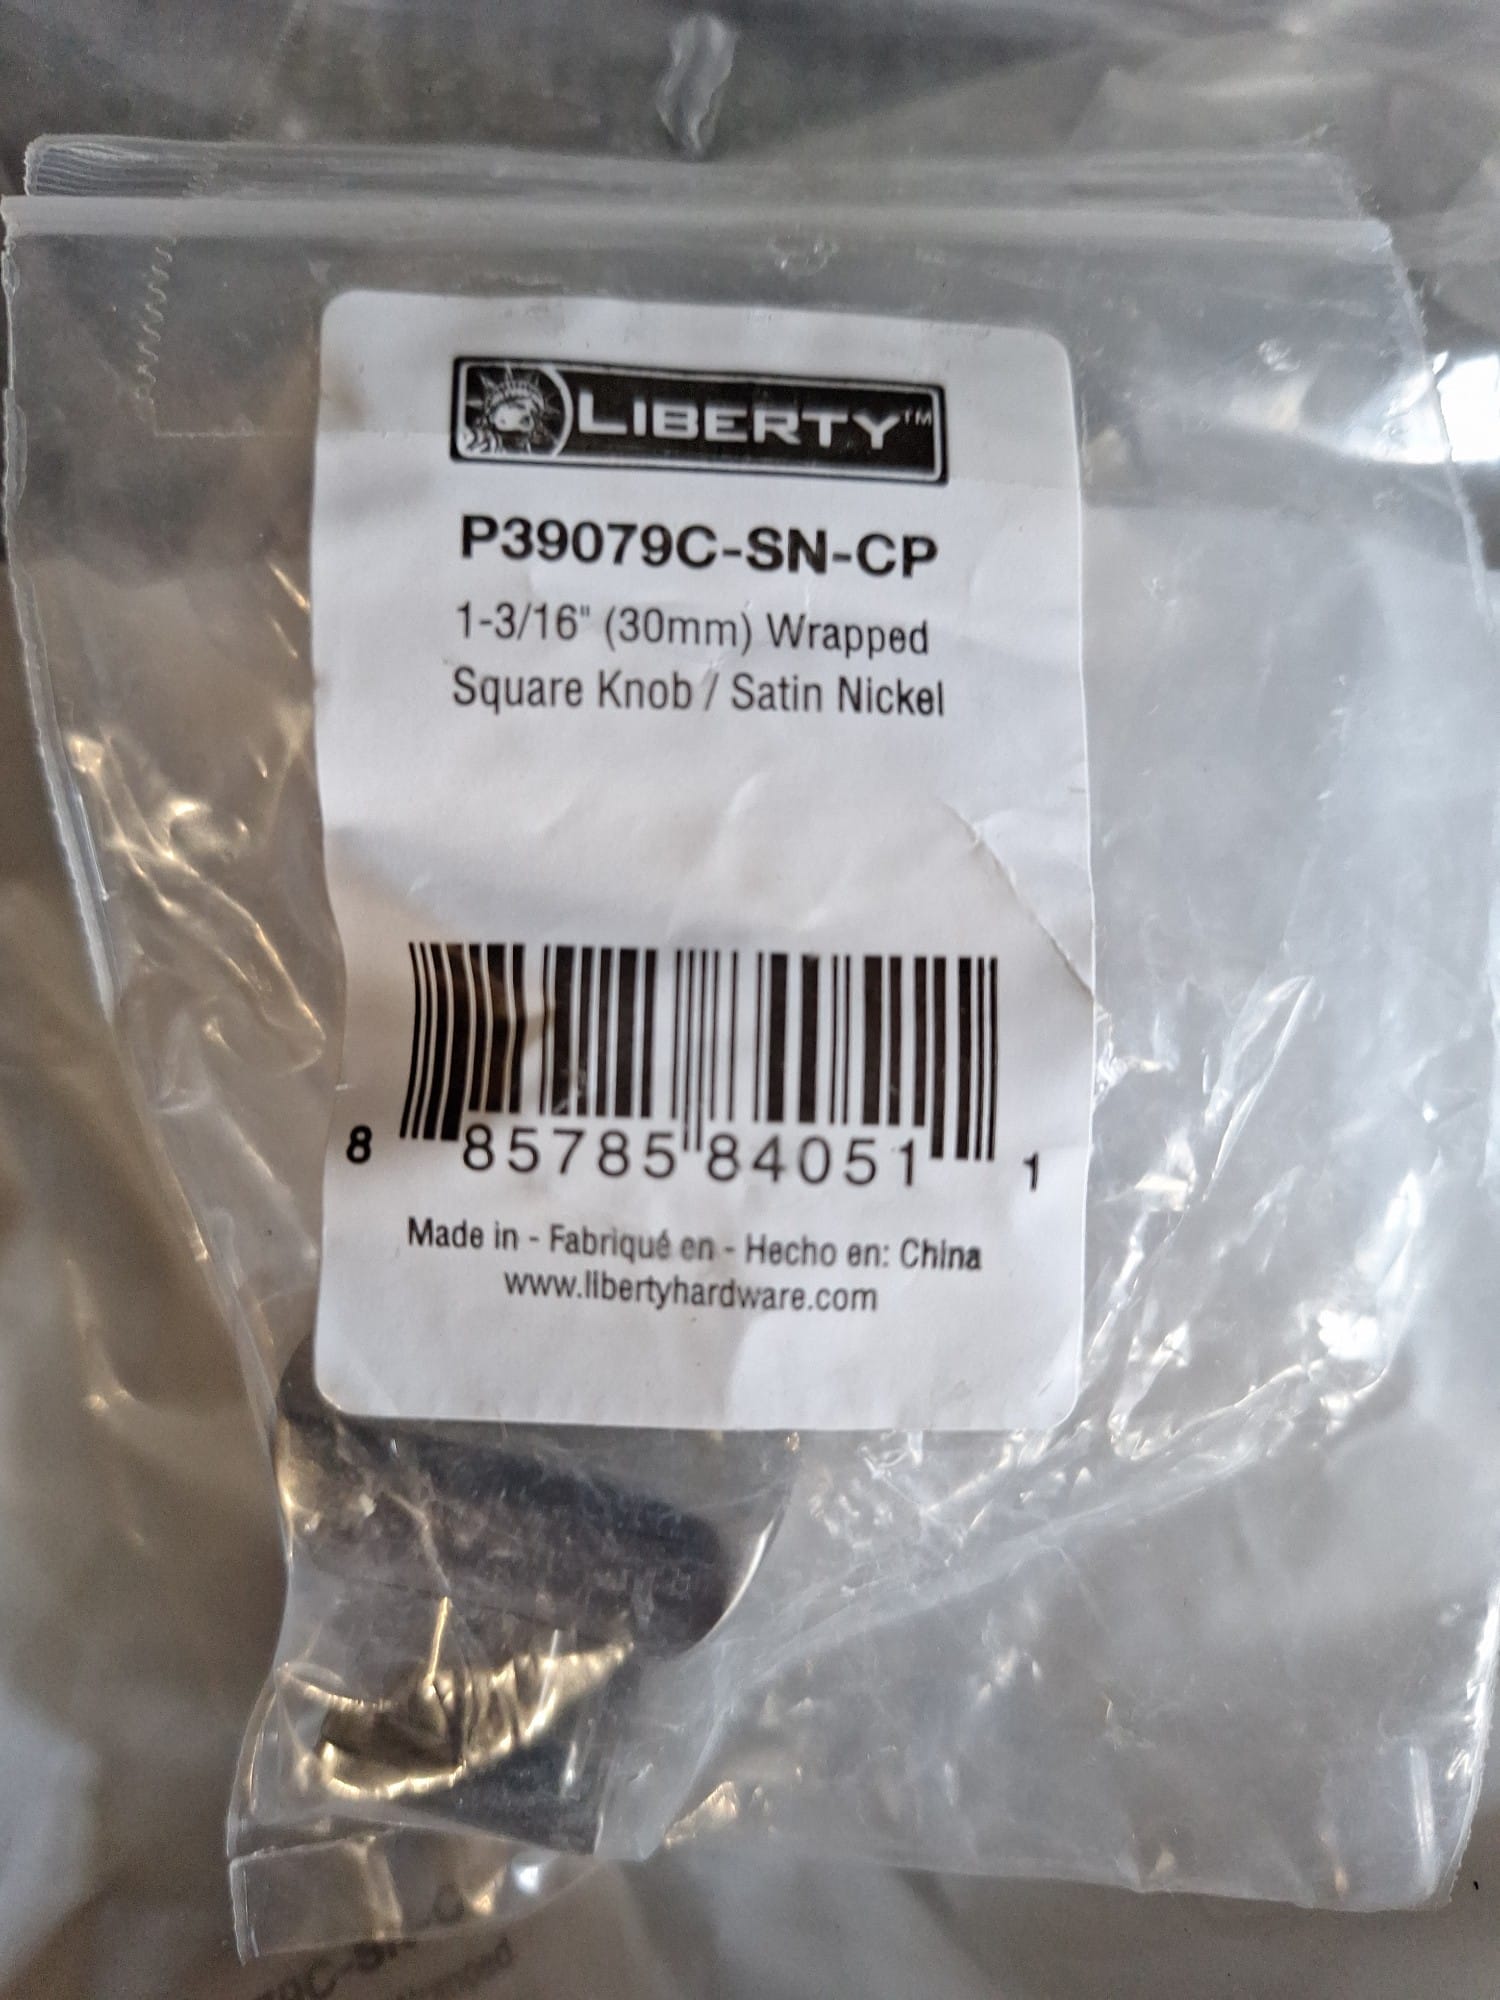 LIBERTY™
P39079C-SN-CP
1-3/16" (30mm) Wrapped
Square Knob / Satin Nickel
8 85785 84051 1
Made in - Fabriqué en - Hecho en: China
www.libertyhardware.com